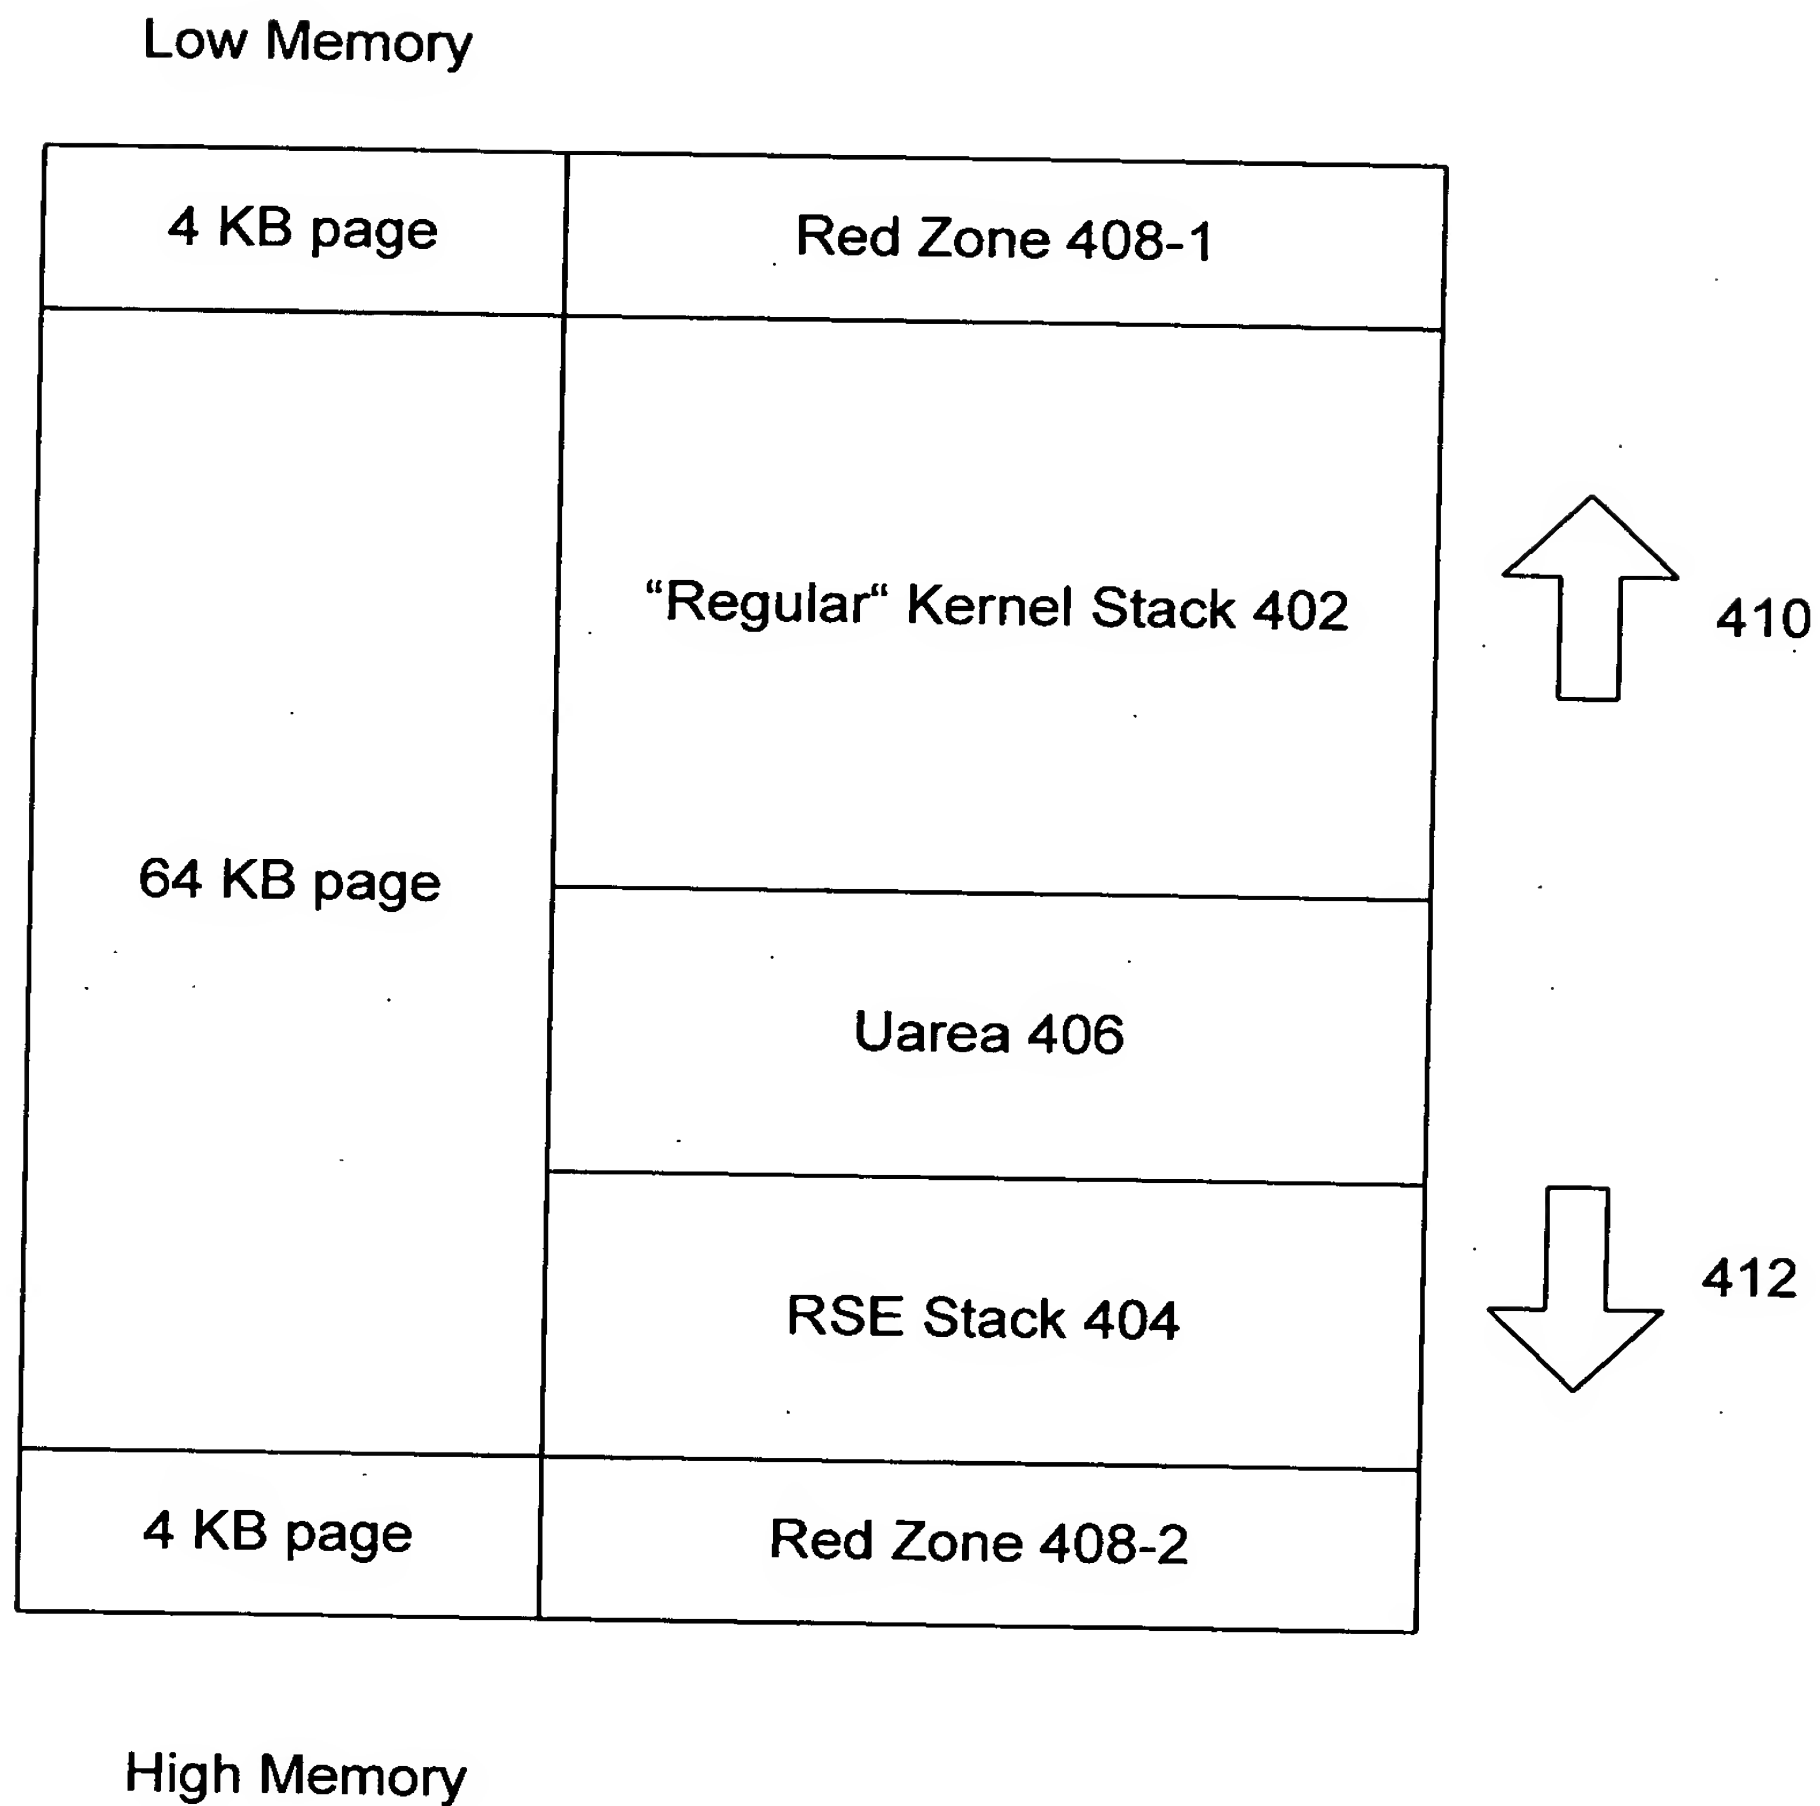 Low Memory
4 KB page
Red Zone 408-1
“Regular“ Kernel Stack 402
410
64 KB page
Uarea 406
RSE Stack 404
412
4 KB page
Red Zone 408-2
High Memory